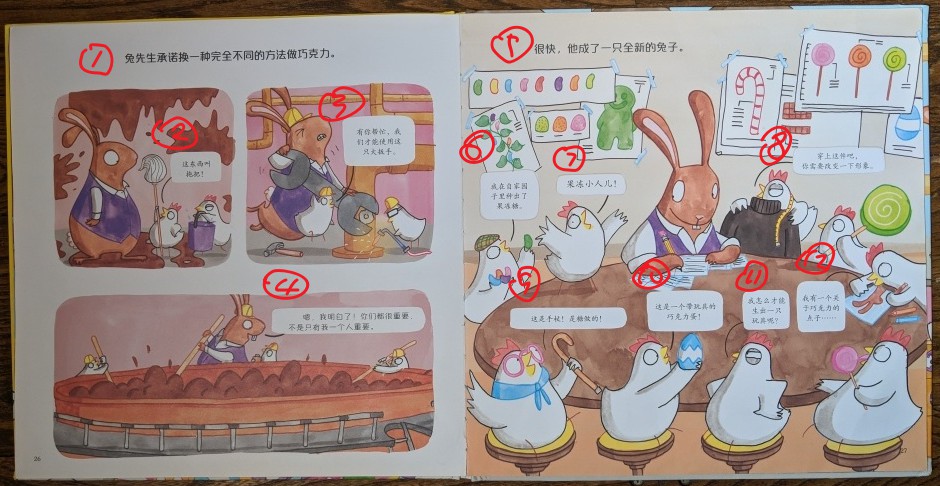 1 兔先生承诺换一种完全不同的方法做巧克力。
2
这东西叫
拖把！
3
有你帮忙，我
们才能使用这
只大扳手。
4
嗯，我明白了！你们都很重要，
不是只有我一个人重要。
26
5 很快，他成了一只全新的兔子。
6
我在自家园
子里种出了
果冻糖。
7
果冻小人儿！
8
穿上这件吧，
你需要改变一下形象。
9
这是手杖！是糖做的！
10
这是一个带玩具的
巧克力蛋！
11
我怎么才能
生出一只
玩具呢？
12
我有一个关
于巧克力的
点子……
27